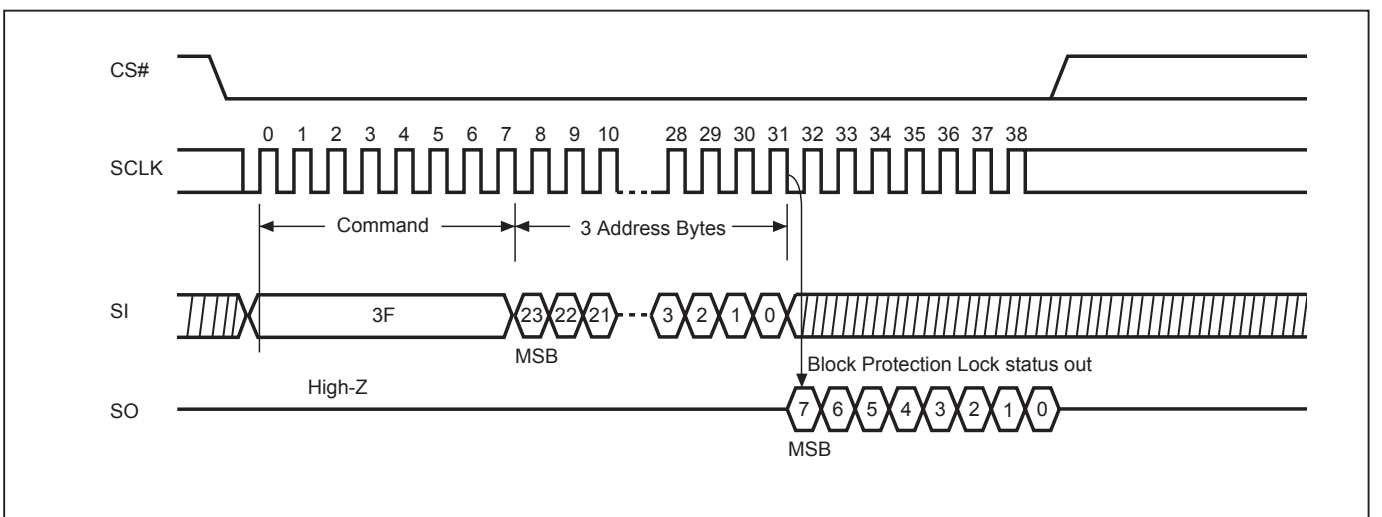 CS#
0 1 2 3 4 5 6 7 8 9 10 28 29 30 31 32 33 34 35 36 37 38
SCLK
Command 3 Address Bytes
SI 3F 23 22 21 3 2 1 0
MSB
Block Protection Lock status out
High-Z
SO 7 6 5 4 3 2 1 0
MSB